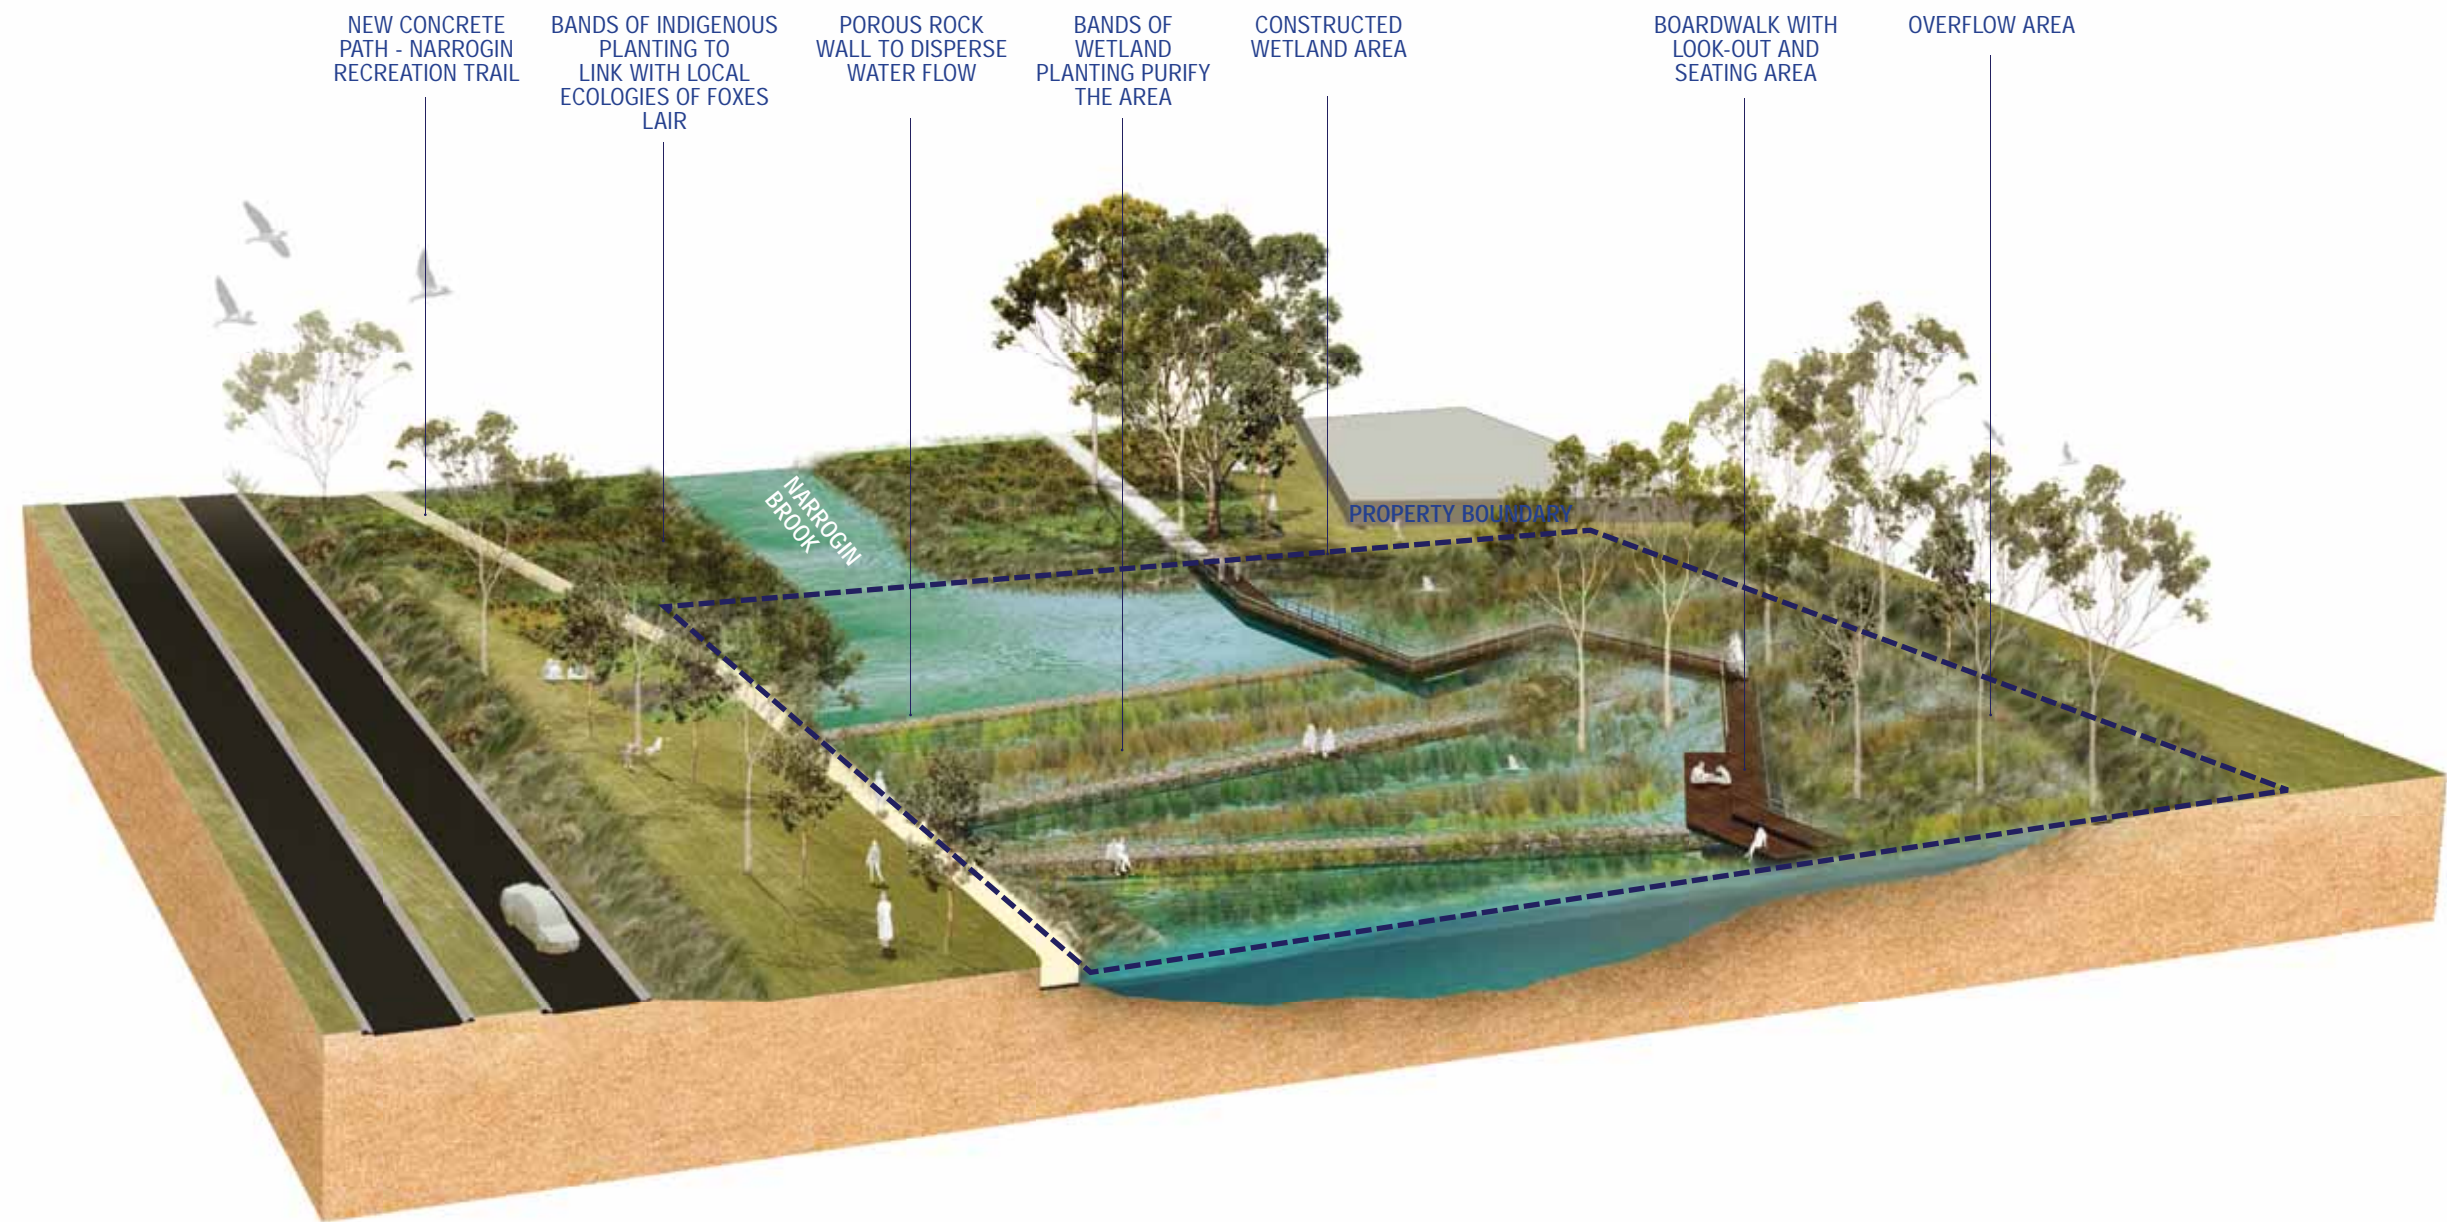 NEW CONCRETE
PATH - NARROGIN
RECREATION TRAIL
BANDS OF INDIGENOUS
PLANTING TO
LINK WITH LOCAL
ECOLOGIES OF FOXES
LAIR
POROUS ROCK
WALL TO DISPERSE
WATER FLOW
BANDS OF
WETLAND
PLANTING PURIFY
THE AREA
CONSTRUCTED
WETLAND AREA
BOARDWALK WITH
LOOK-OUT AND
SEATING AREA
OVERFLOW AREA
NARROGIN
BROOK
PROPERTY BOUNDARY